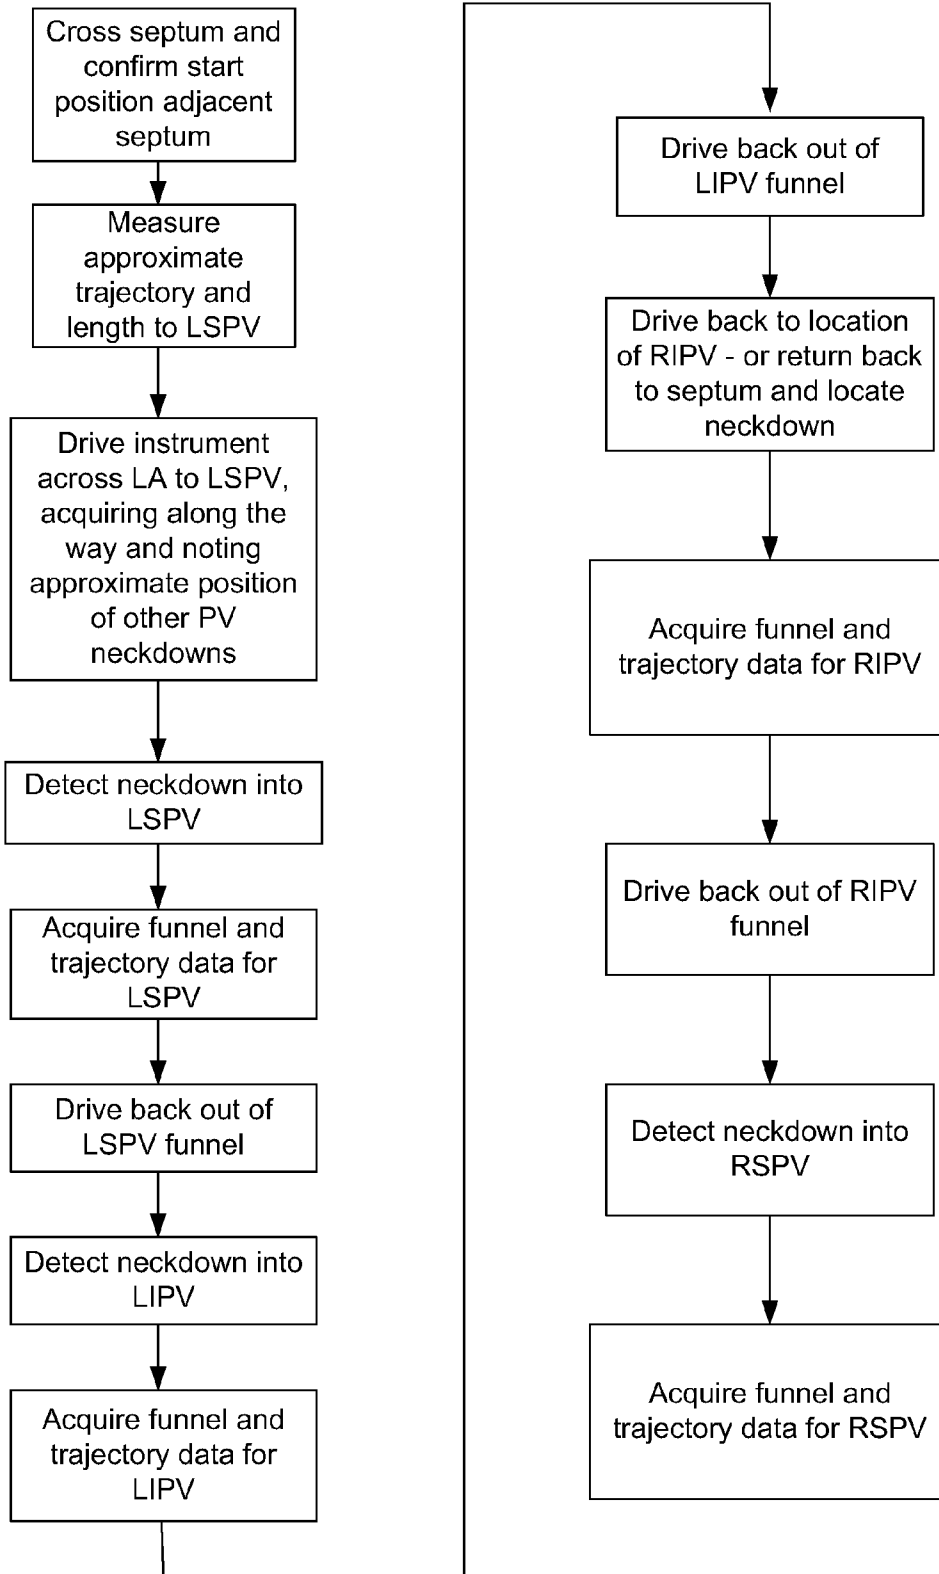 Cross septum and
confirm start
position adjacent
septum
Measure
approximate
trajectory and
length to LSPV
Drive instrument
across LA to LSPV,
acquiring along the
way and noting
approximate position
of other PV
neckdowns
Detect neckdown into
LSPV
Acquire funnel and
trajectory data for
LSPV
Drive back out of
LSPV funnel
Detect neckdown into
LIPV
Acquire funnel and
trajectory data for
LIPV
Drive back out of
LIPV funnel
Drive back to location
of RIPV - or return back
to septum and locate
neckdown
Acquire funnel and
trajectory data for RIPV
Drive back out of RIPV
funnel
Detect neckdown into
RSPV
Acquire funnel and
trajectory data for RSPV